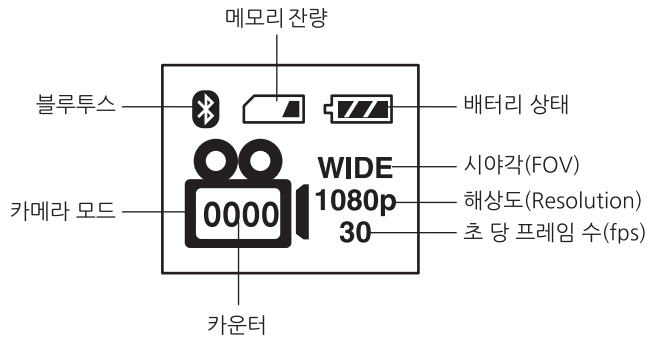 메모리 잔량
블루투스
배터리 상태
WIDE
시야각(FOV)
카메라 모드
0000
1080p
해상도(Resolution)
30
초 당 프레임 수(fps)
카운터